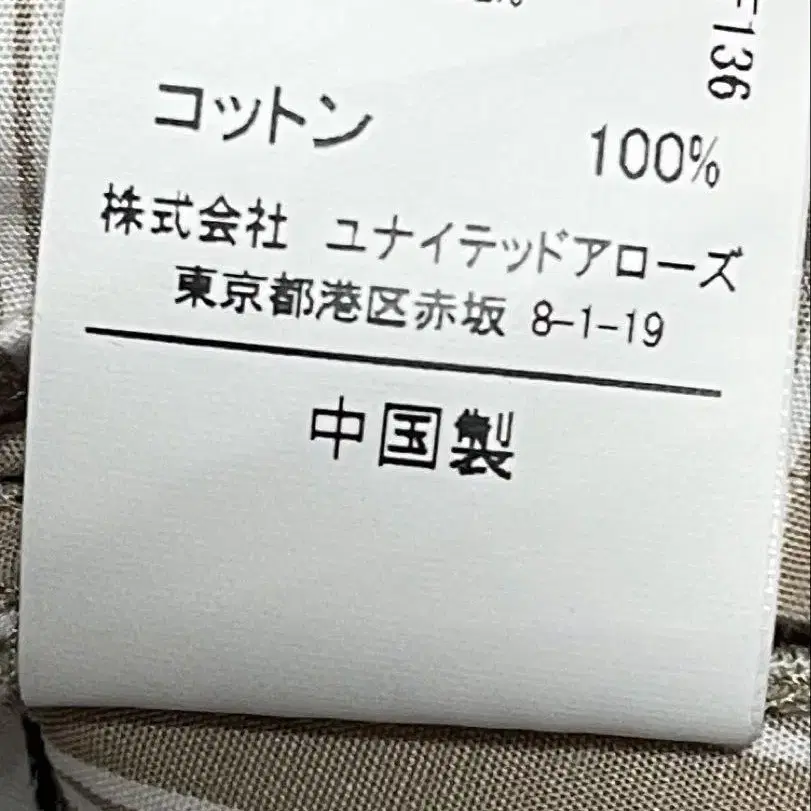 コットン 100%
株式会社 ユナイテッドアローズ
東京都港区赤坂 8-1-19
中国製
136